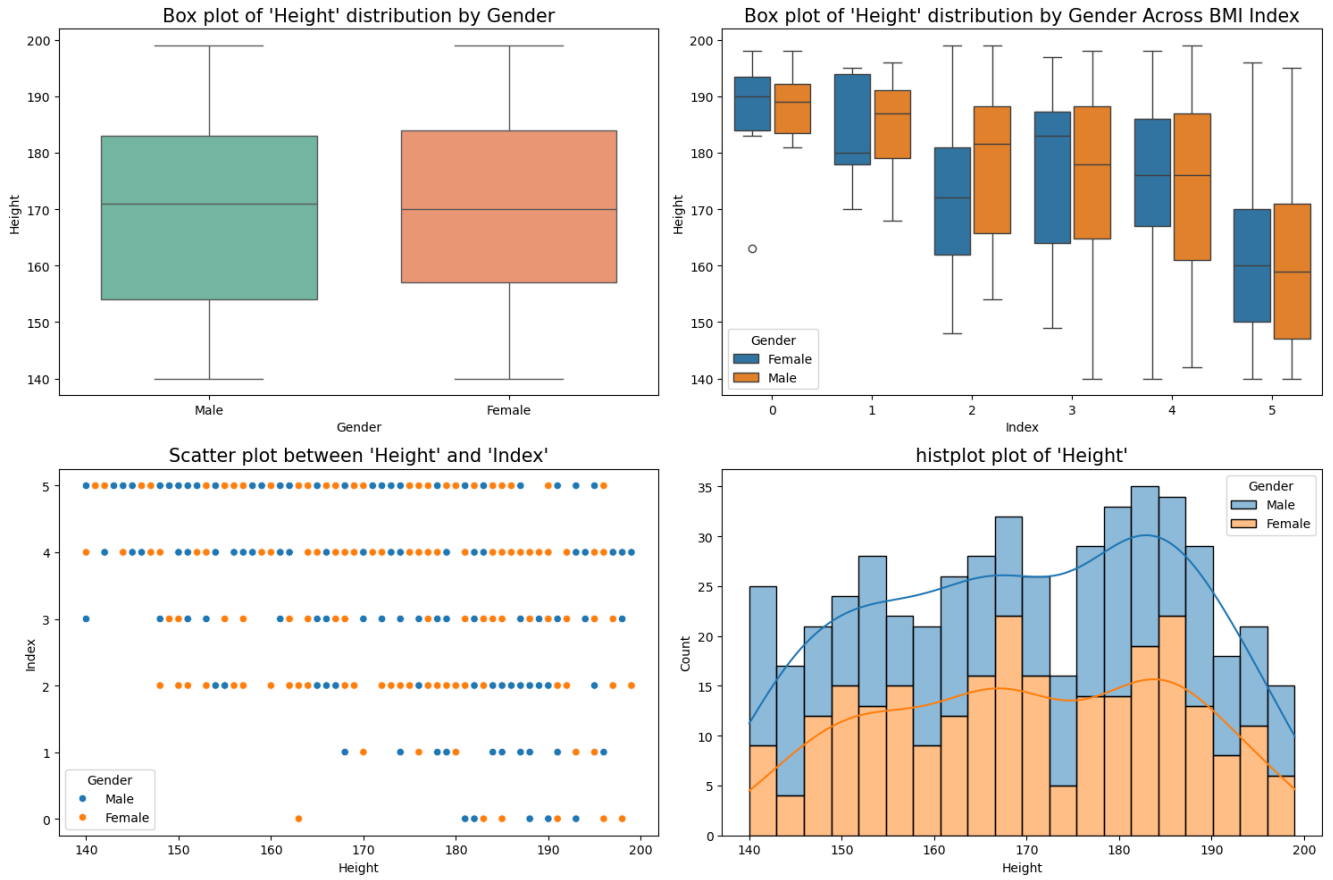 Box plot of 'Height' distribution by Gender
Height
200
190
180
170
160
150
140
Male Female
Gender
Box plot of 'Height' distribution by Gender Across BMI Index
Height
200
190
180
170
160
150
140
Gender
Female
Male
0 1 2 3 4 5
Index
Scatter plot between 'Height' and 'Index'
Index
5
4
3
2
1
0
Gender
Male
Female
140 150 160 170 180 190 200
Height
histplot plot of 'Height'
Count
35
30
25
20
15
10
5
0
Gender
Male
Female
140 150 160 170 180 190 200
Height